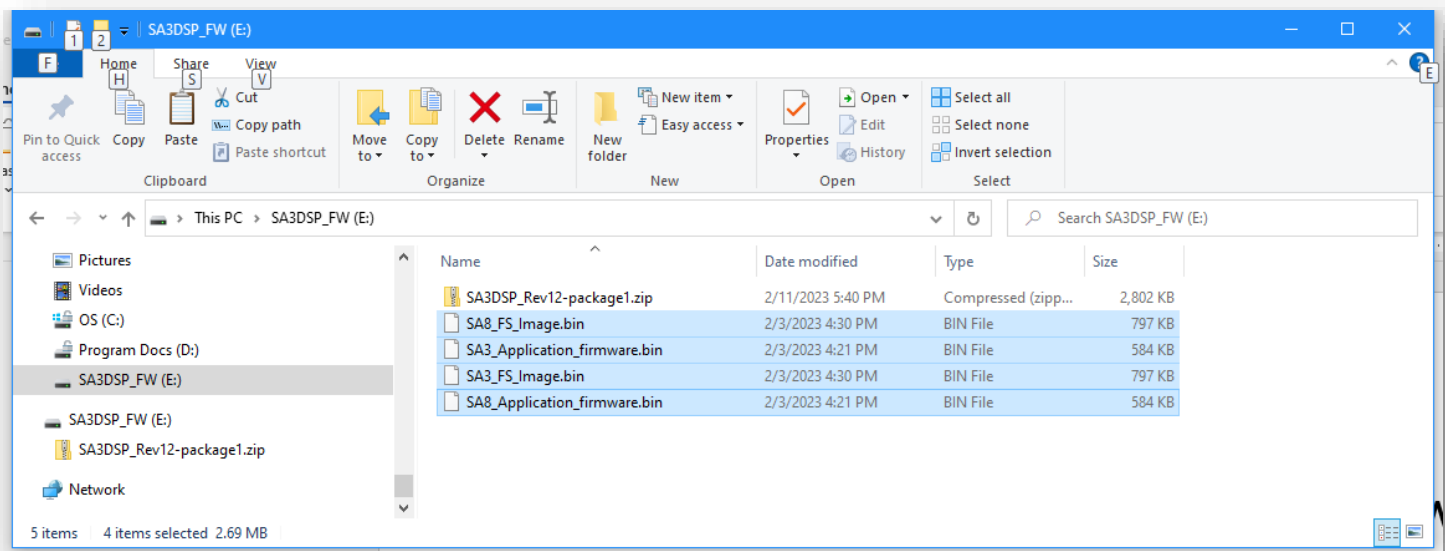 SA3DSP_FW (E:)
1 2
F Home Share View E
H S V
Pin to Quick access
Copy
Paste
Cut
Copy path
Paste shortcut
Clipboard
Move to
Copy to
Delete
Rename
Organize
New folder
New item
Easy access
New
Properties
Open
Edit
History
Open
Select all
Select none
Invert selection
Select
This PC > SA3DSP_FW (E:)
Search SA3DSP_FW (E:)
Pictures
Videos
OS (C:)
Program Docs (D:)
SA3DSP_FW (E:)
SA3DSP_FW (E:)
SA3DSP_Rev12-package1.zip
Network
Name Date modified Type Size
SA3DSP_Rev12-package1.zip 2/11/2023 5:40 PM Compressed (zipp... 2,802 KB
SA8_FS_Image.bin 2/3/2023 4:30 PM BIN File 797 KB
SA3_Application_firmware.bin 2/3/2023 4:21 PM BIN File 584 KB
SA3_FS_Image.bin 2/3/2023 4:30 PM BIN File 797 KB
SA8_Application_firmware.bin 2/3/2023 4:21 PM BIN File 584 KB
5 items 4 items selected 2.69 MB